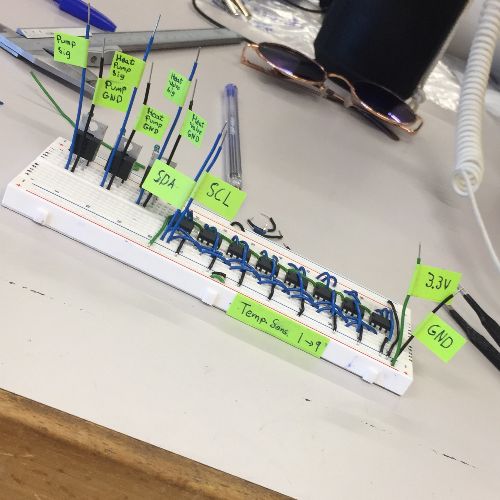 Pump
Sig
Heat
Pump
Sig
Pump
GND
Heat
Pump
GND
Heat
Valve
Sig
Heat
Valve
GND
SDA
SCL
Temp. Sens. 1→9
3.3V
GND